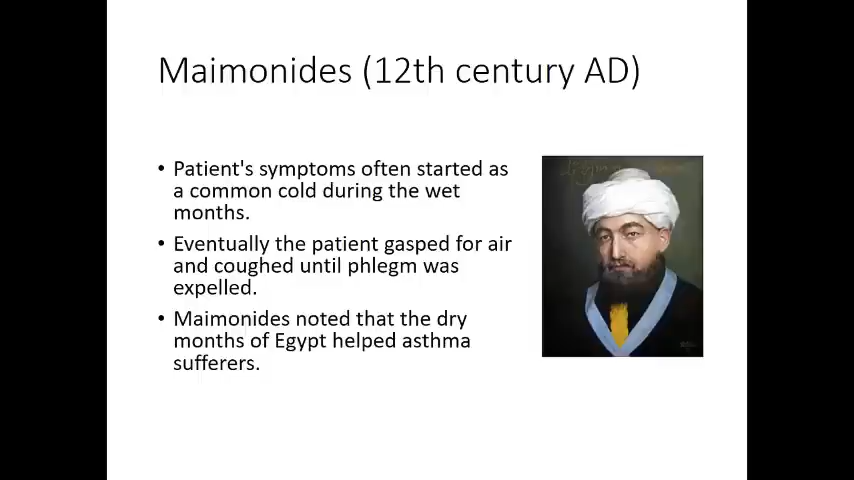 Maimonides (12th century AD)
• Patient's symptoms often started as
a common cold during the wet
months.
• Eventually the patient gasped for air
and coughed until phlegm was
expelled.
• Maimonides noted that the dry
months of Egypt helped asthma
sufferers.